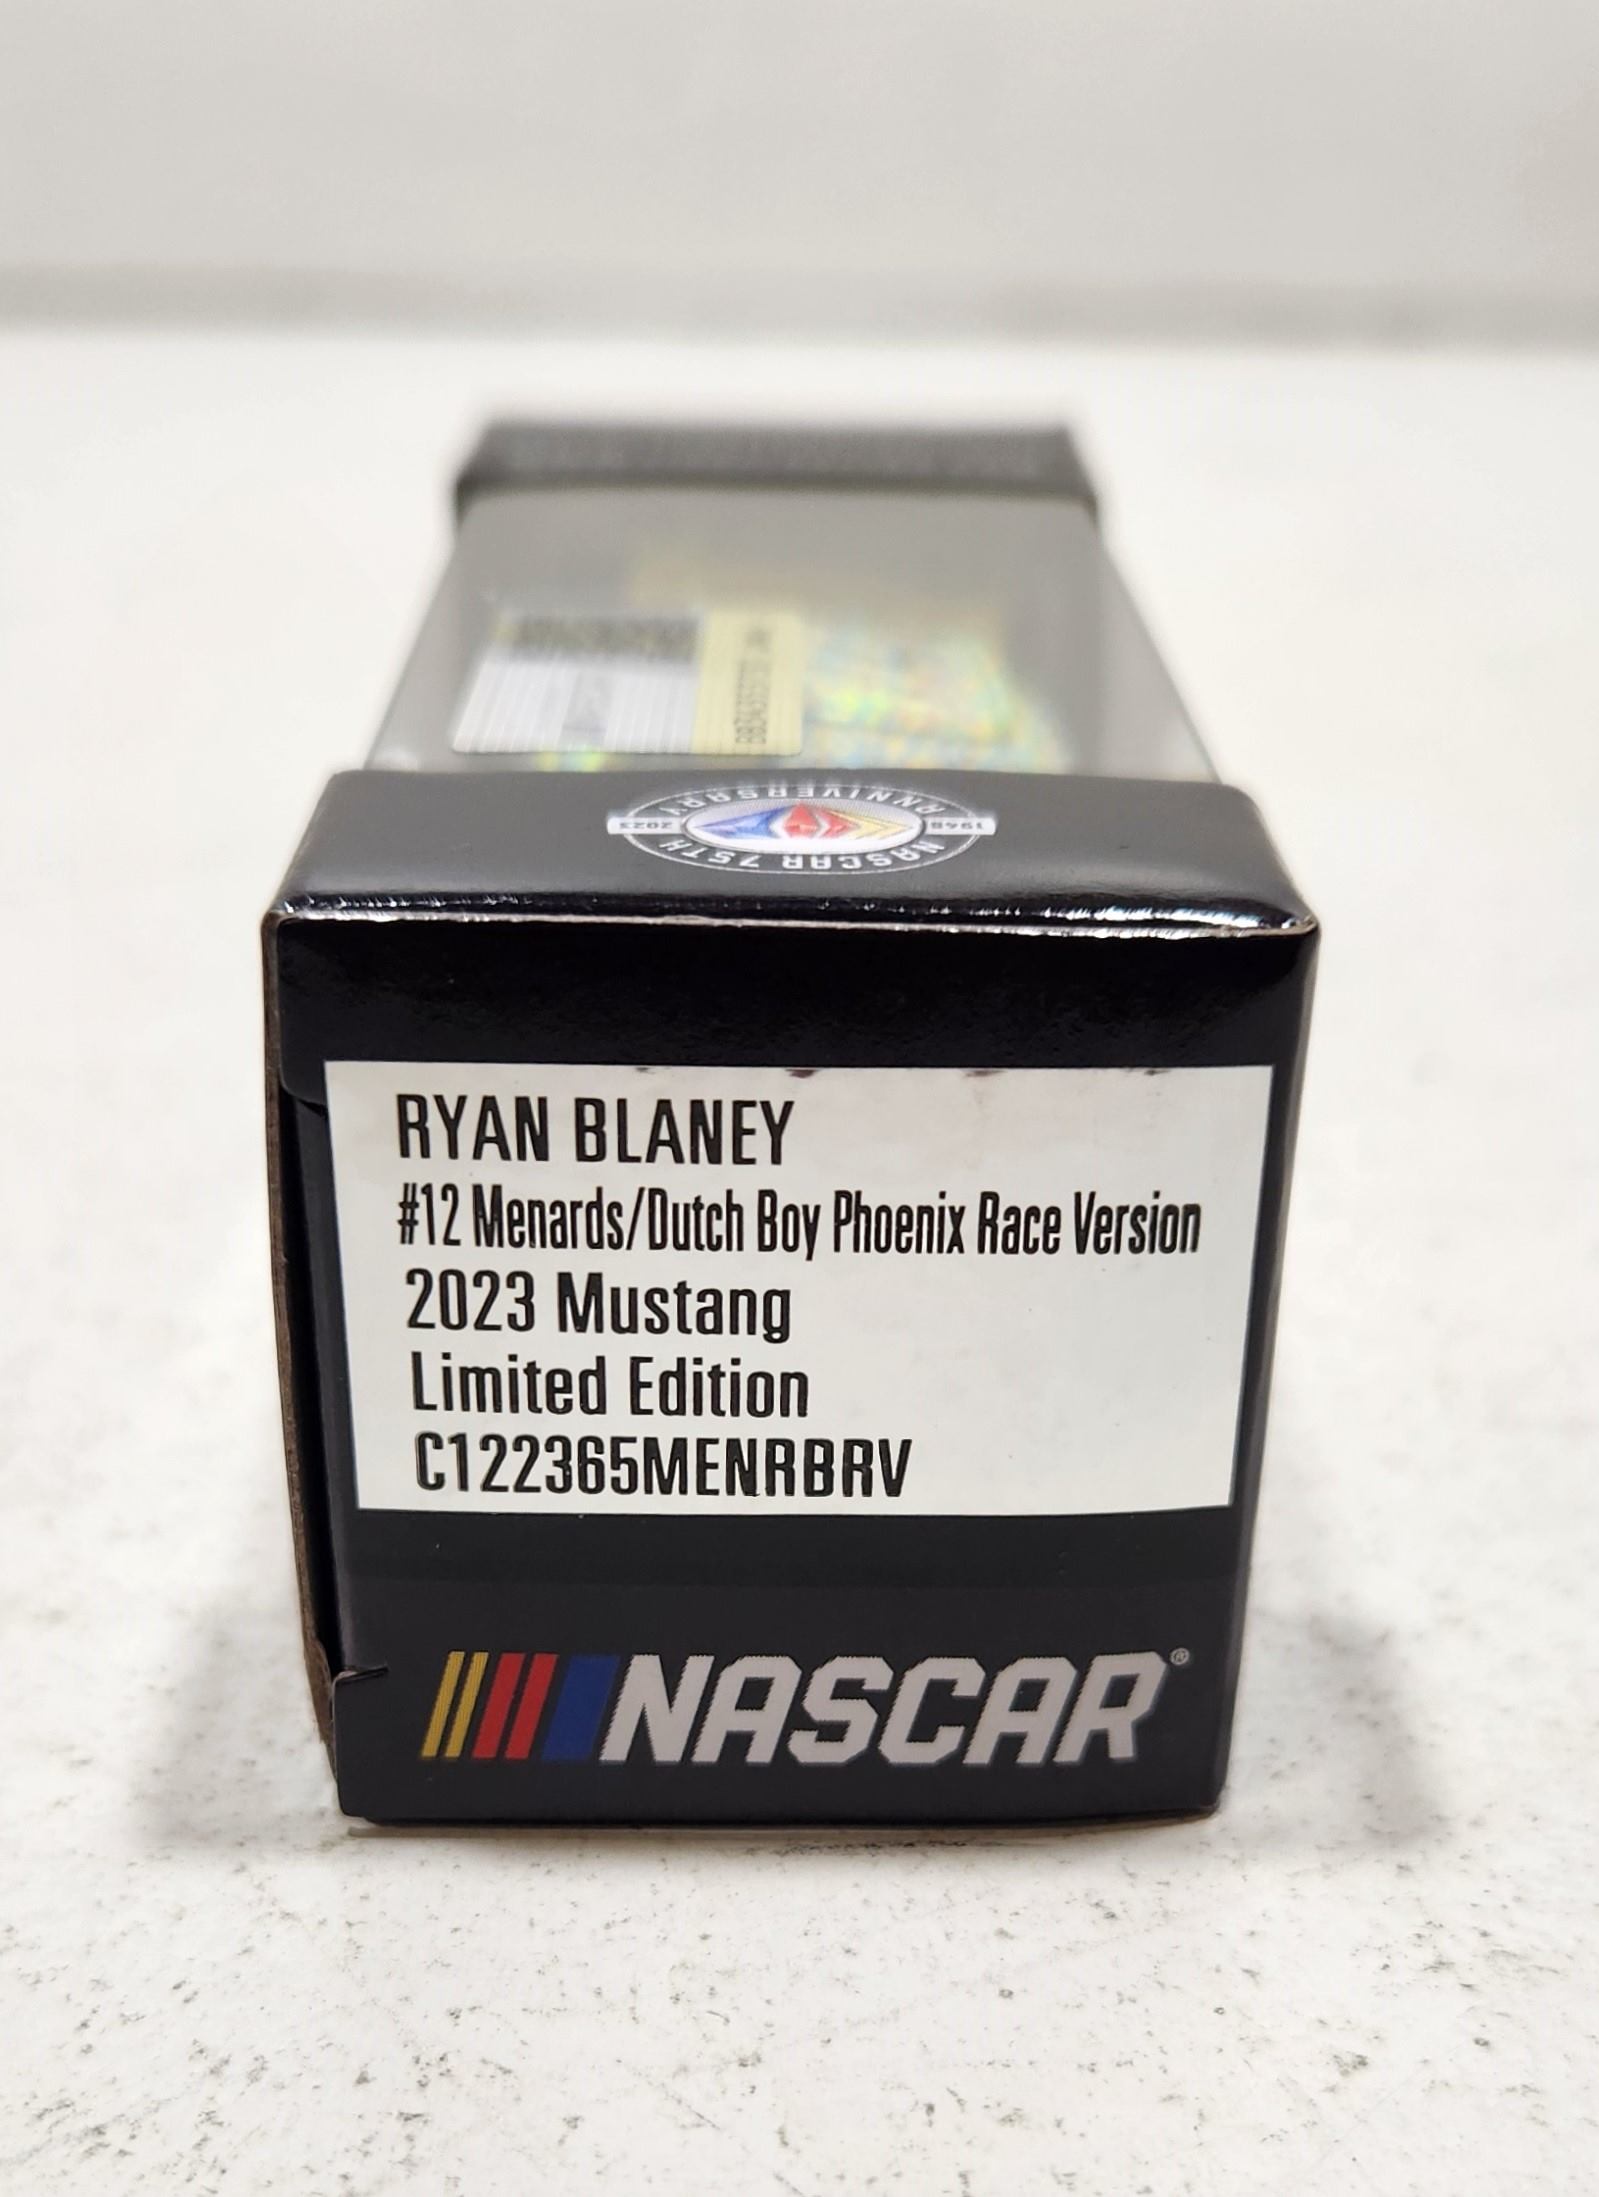 NASCAR 75TH
1948 2023
ANNIVERSARY
RYAN BLANEY
#12 Menards/Dutch Boy Phoenix Race Version
2023 Mustang
Limited Edition
C122365MENRBRV
NASCAR®